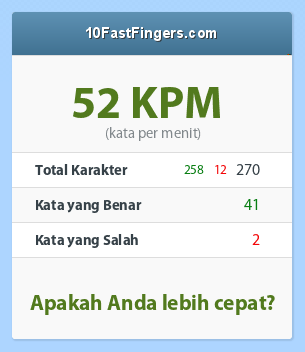 10FastFingers.com
52 KPM
(kata per menit)
Total Karakter 258 12 270
Kata yang Benar 41
Kata yang Salah 2
Apakah Anda lebih cepat?